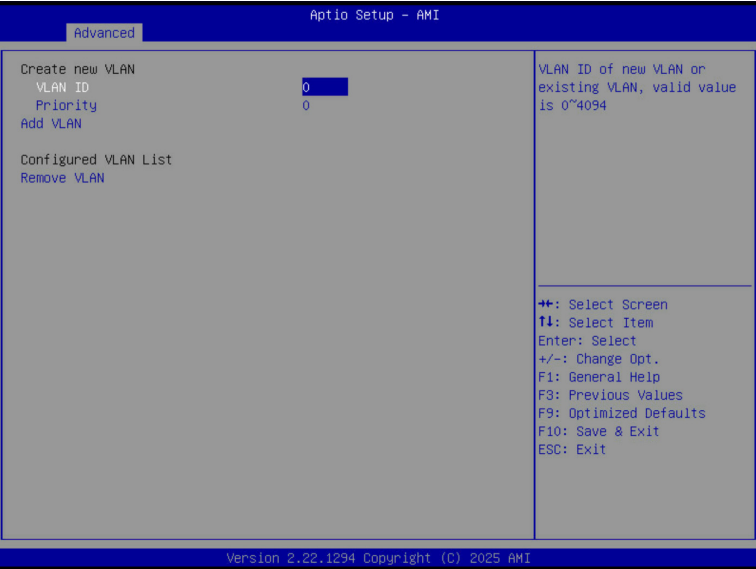 Aptio Setup – AMI
Advanced
Create new VLAN
VLAN ID 0
Priority 0
Add VLAN
Configured VLAN List
Remove VLAN
VLAN ID of new VLAN or
existing VLAN, valid value
is 0~4094
→←: Select Screen
↑↓: Select Item
Enter: Select
+/-: Change Opt.
F1: General Help
F3: Previous Values
F9: Optimized Defaults
F10: Save & Exit
ESC: Exit
Version 2.22.1294 Copyright (C) 2025 AMI